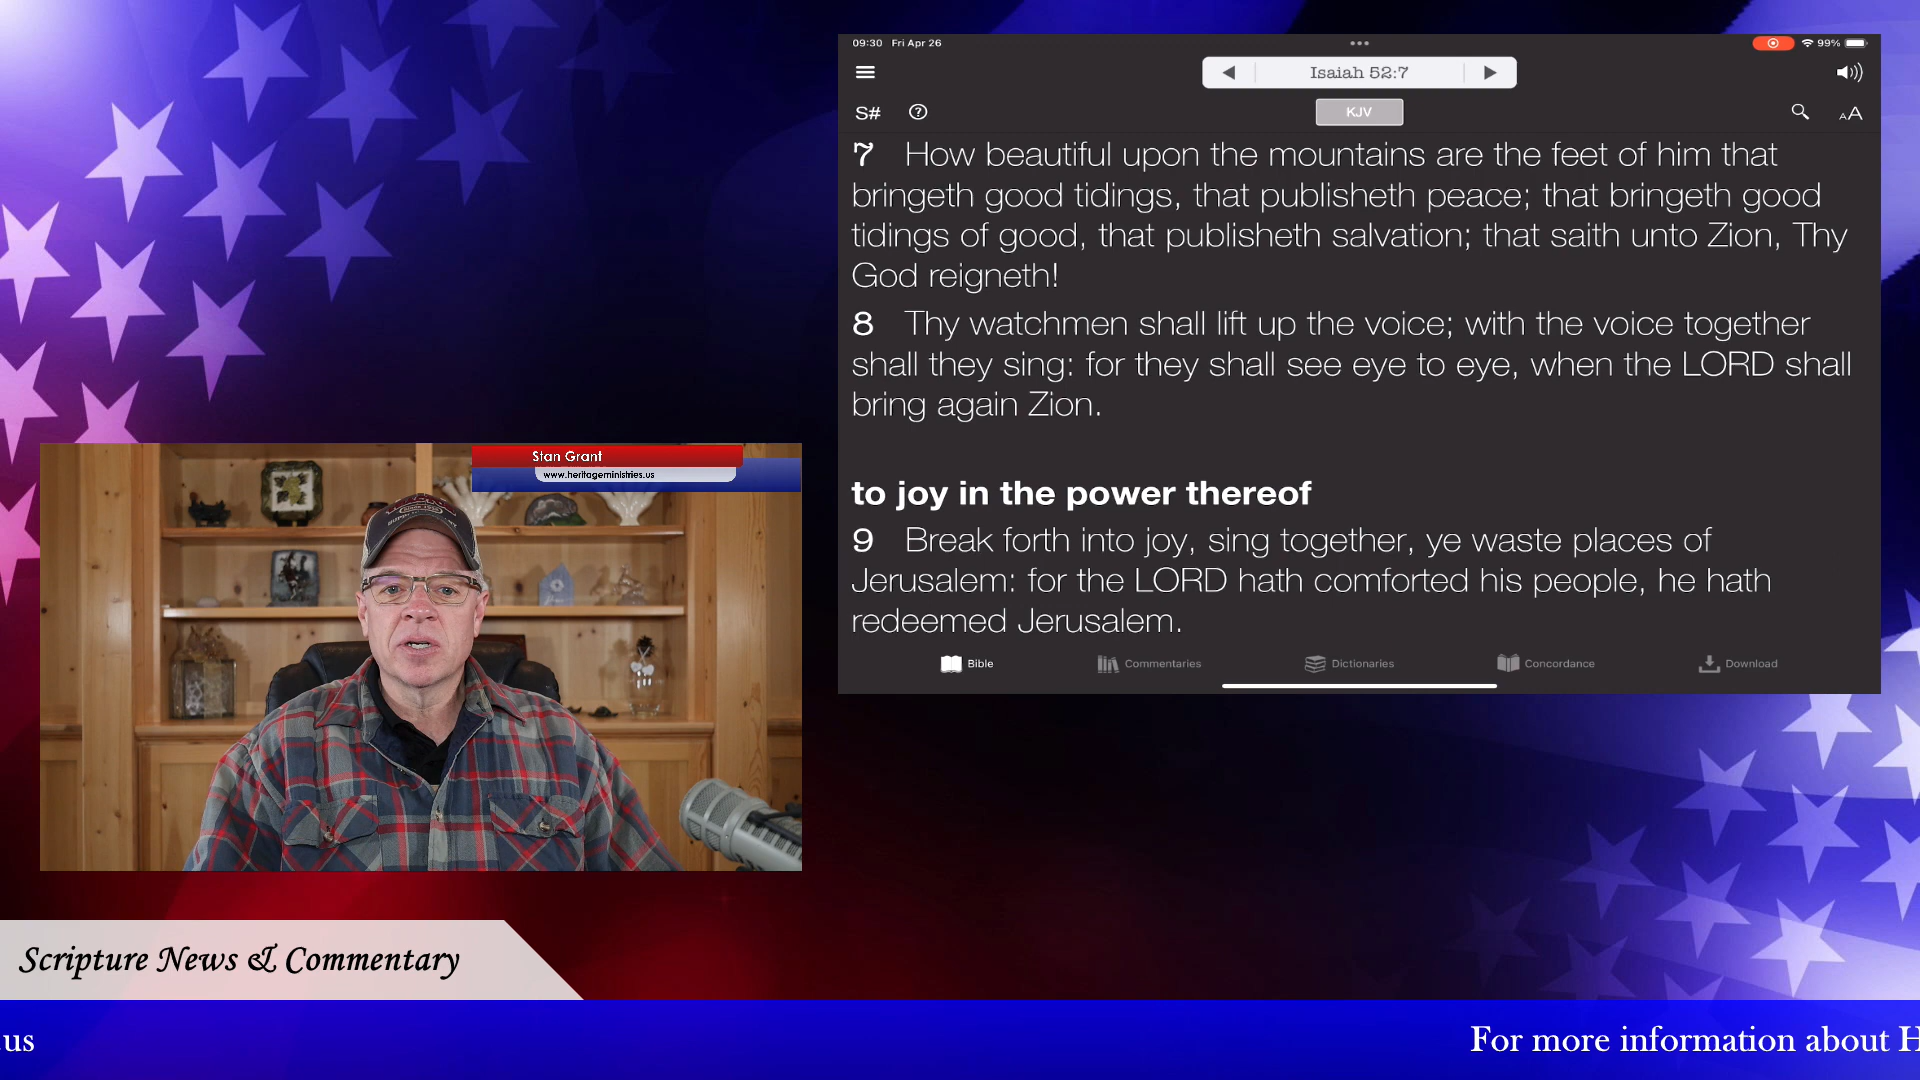 09:30 Fri Apr 26
99%
Isaiah 52:7
S#
KJV
AA
7 How beautiful upon the mountains are the feet of him that
bringeth good tidings, that publisheth peace; that bringeth good
tidings of good, that publisheth salvation; that saith unto Zion, Thy
God reigneth!
8 Thy watchmen shall lift up the voice; with the voice together
shall they sing: for they shall see eye to eye, when the LORD shall
bring again Zion.
to joy in the power thereof
9 Break forth into joy, sing together, ye waste places of
Jerusalem: for the LORD hath comforted his people, he hath
redeemed Jerusalem.
Bible Commentaries Dictionaries Concordance Download
Stan Grant
www.heritageministries.us
Scripture News & Commentary
.us
For more information about H